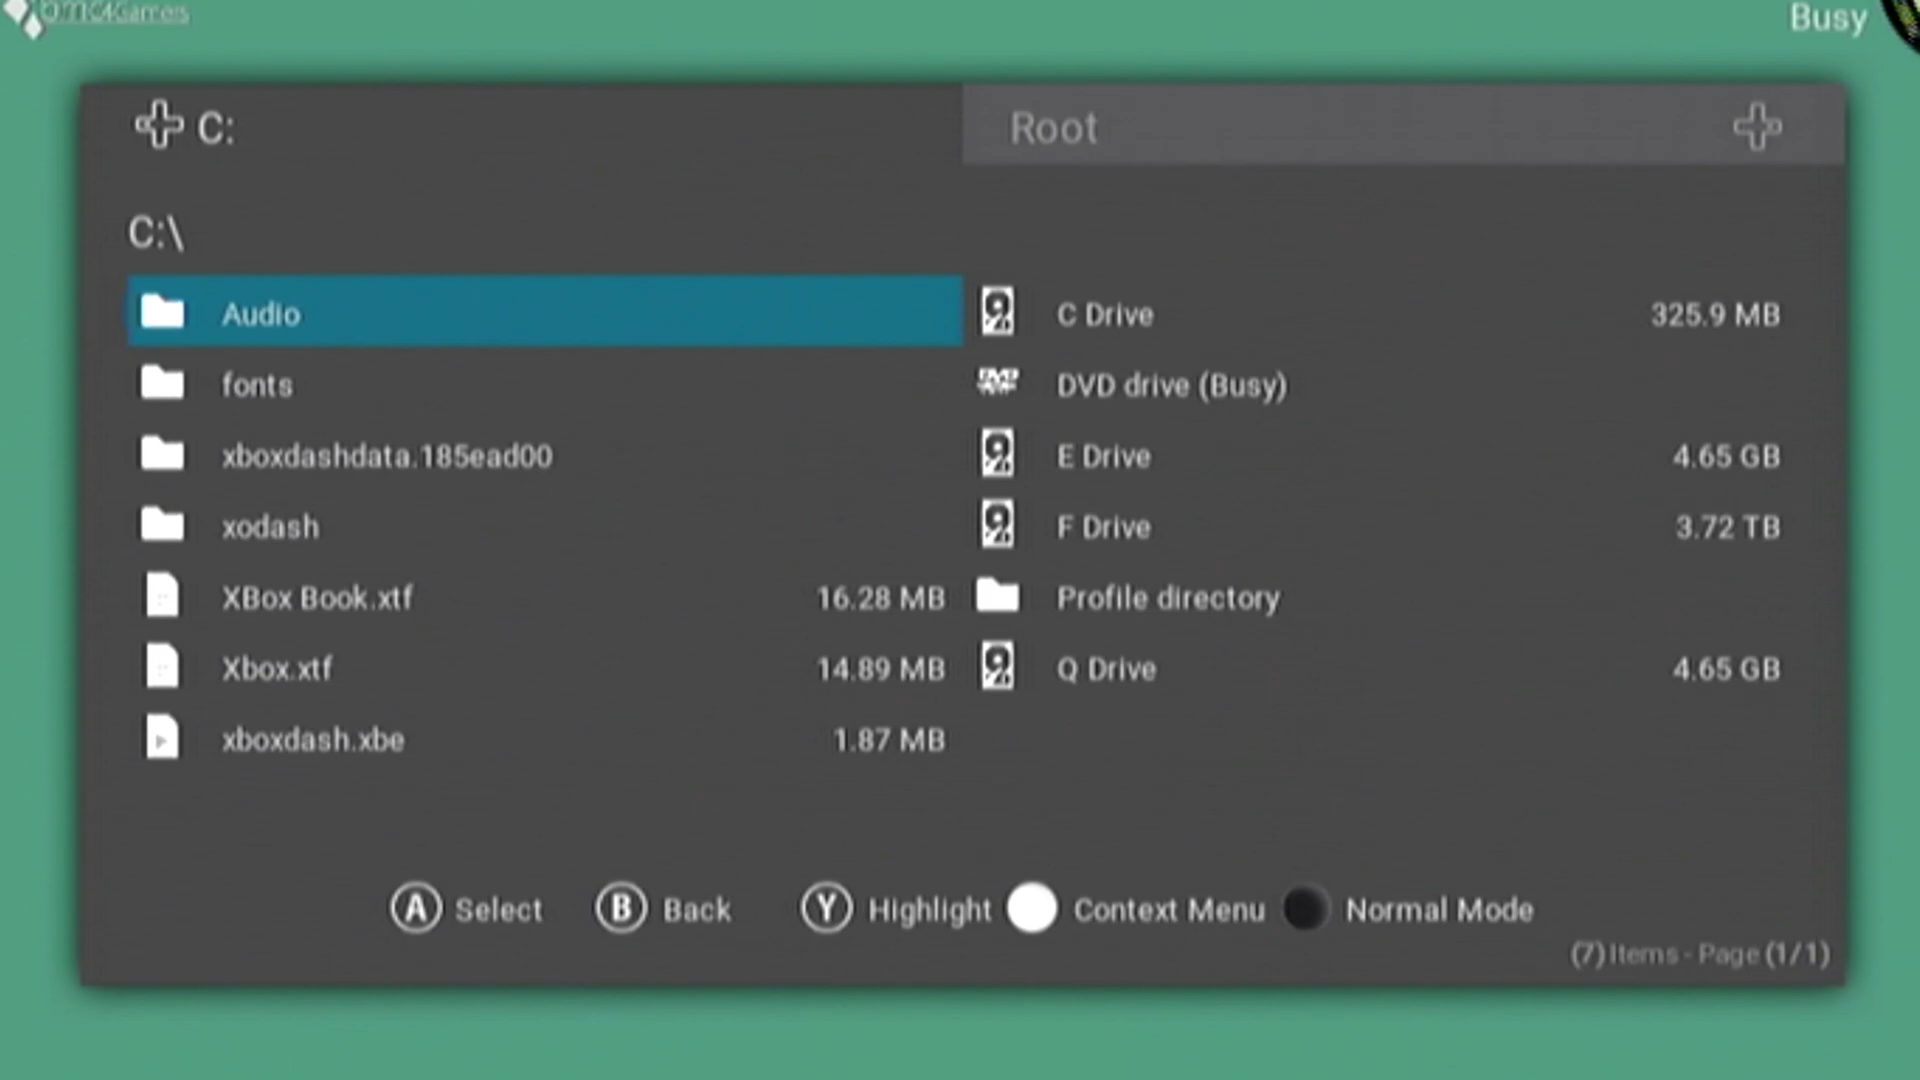 Busy
C:
Root
C:\
Audio
fonts
xboxdashdata.185ead00
xodash
XBox Book.xtf 16.28 MB
Xbox.xtf 14.89 MB
xboxdash.xbe 1.87 MB
C Drive 325.9 MB
DVD drive (Busy)
E Drive 4.65 GB
F Drive 3.72 TB
Profile directory
Q Drive 4.65 GB
A Select B Back Y Highlight Context Menu Normal Mode
(7) Items - Page (1/1)